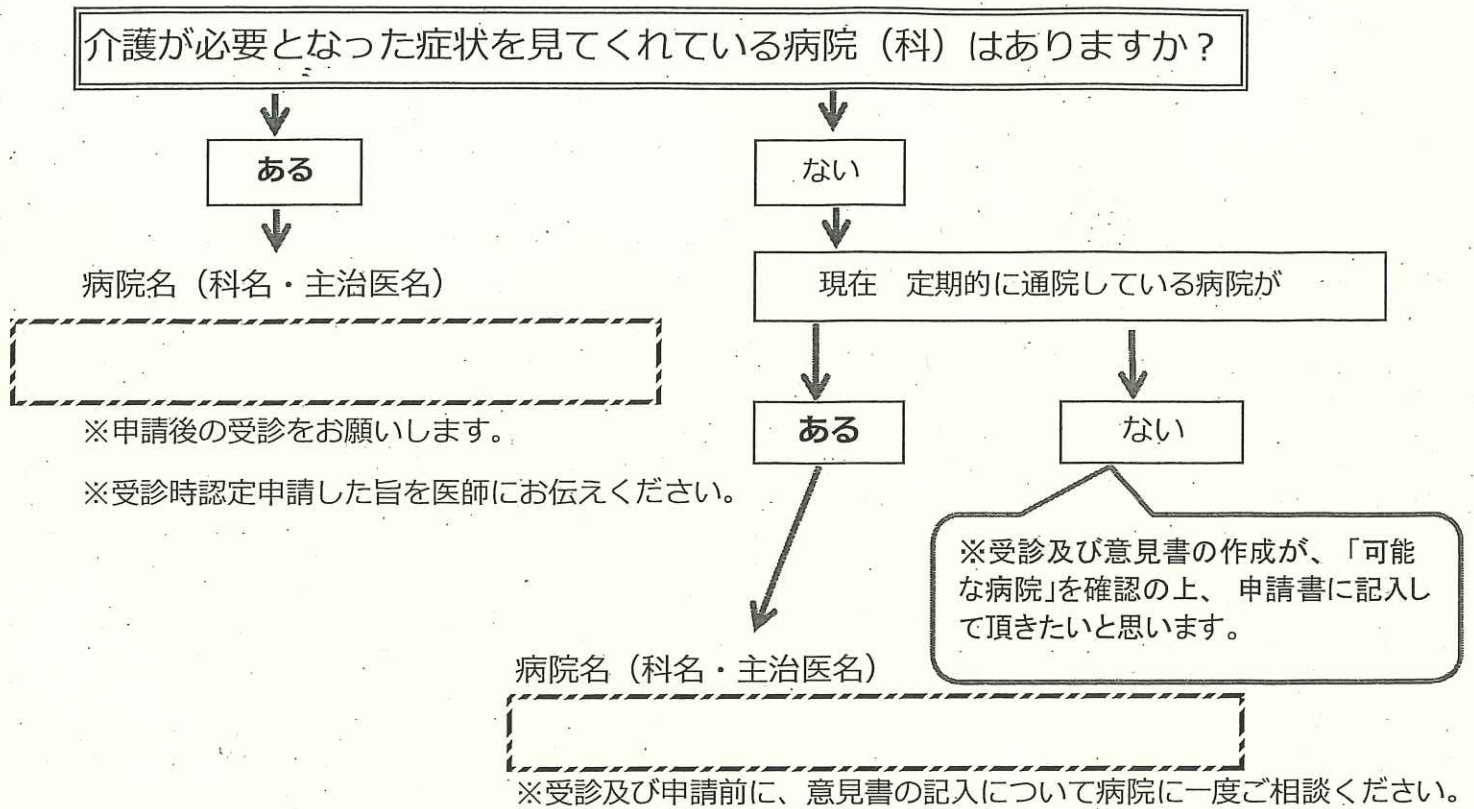 介護が必要となった症状を見てくれている病院（科）はありますか？
ある
ない
病院名（科名・主治医名）
現在　定期的に通院している病院が
※申請後の受診をお願いします。
※受診時認定申請した旨を医師にお伝えください。
ある
ない
※受診及び意見書の作成が、「可能
な病院」を確認の上、 申請書に記入し
て頂きたいと思います。
病院名（科名・主治医名）
※受診及び申請前に、意見書の記入について病院に一度ご相談ください。